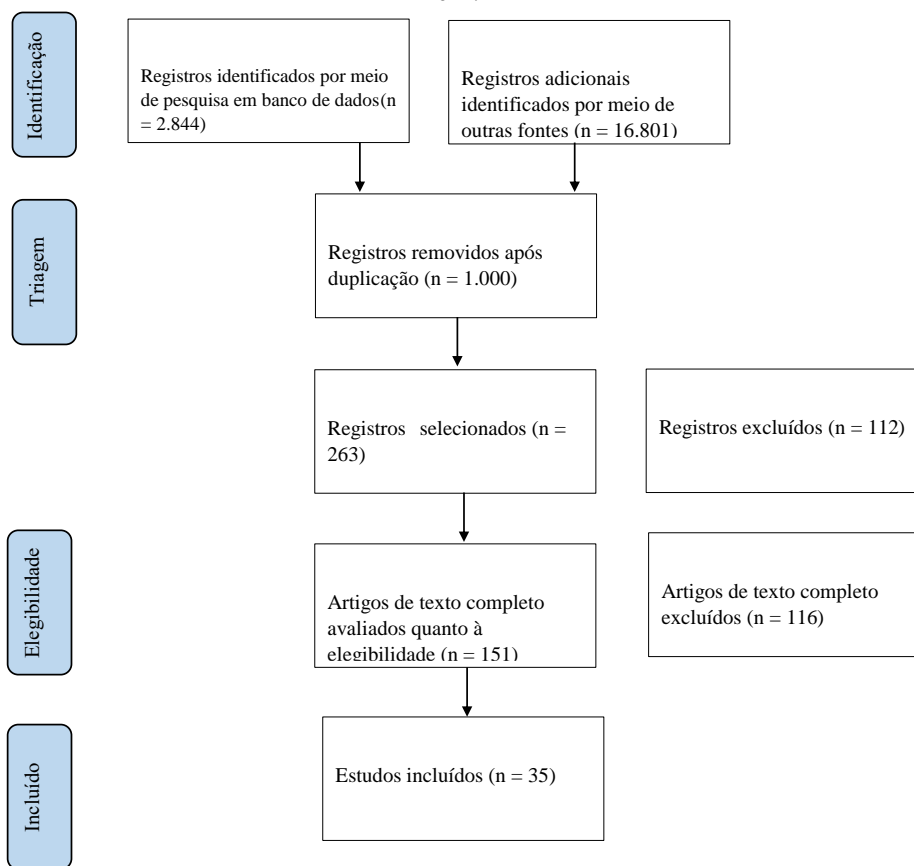 Identificação
Registros identificados por meio
de pesquisa em banco de dados(n
= 2.844)
Registros adicionais
identificados por meio de
outras fontes (n = 16.801)
Triagem
Registros removidos após
duplicação (n = 1.000)
Registros selecionados (n =
263)
Registros excluídos (n = 112)
Elegibilidade
Artigos de texto completo
avaliados quanto à
elegibilidade (n = 151)
Artigos de texto completo
excluídos (n = 116)
Incluído
Estudos incluídos (n = 35)